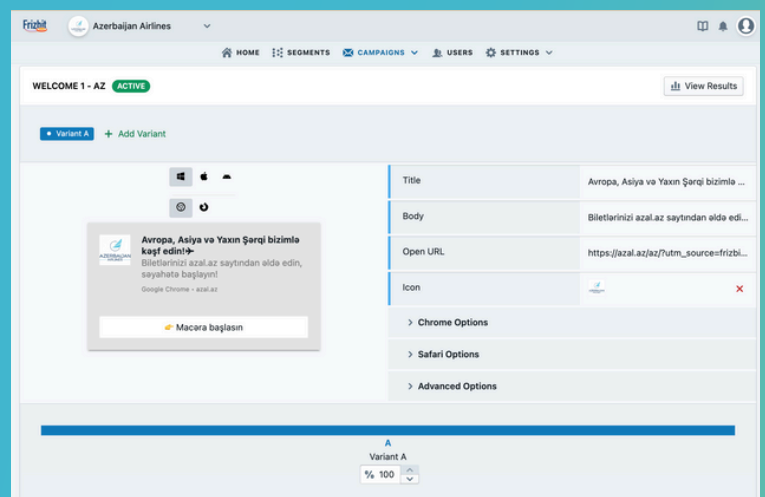 Frizbit
Azerbaijan Airlines
HOME SEGMENTS CAMPAIGNS USERS SETTINGS
WELCOME 1 - AZ ACTIVE
View Results
Variant A + Add Variant
Avropa, Asiya və Yaxın Şərqi bizimlə
kəşf edin!✈
Biletlərinizi azal.az saytından əldə edin,
səyahətə başlayın!
Google Chrome - azal.az
👉 Macəra başlasın
Title Avropa, Asiya və Yaxın Şərqi bizimlə ...
Body Biletlərinizi azal.az saytından əldə edi...
Open URL https://azal.az/az/?utm_source=frizbi...
Icon
> Chrome Options
> Safari Options
> Advanced Options
A
Variant A
% 100